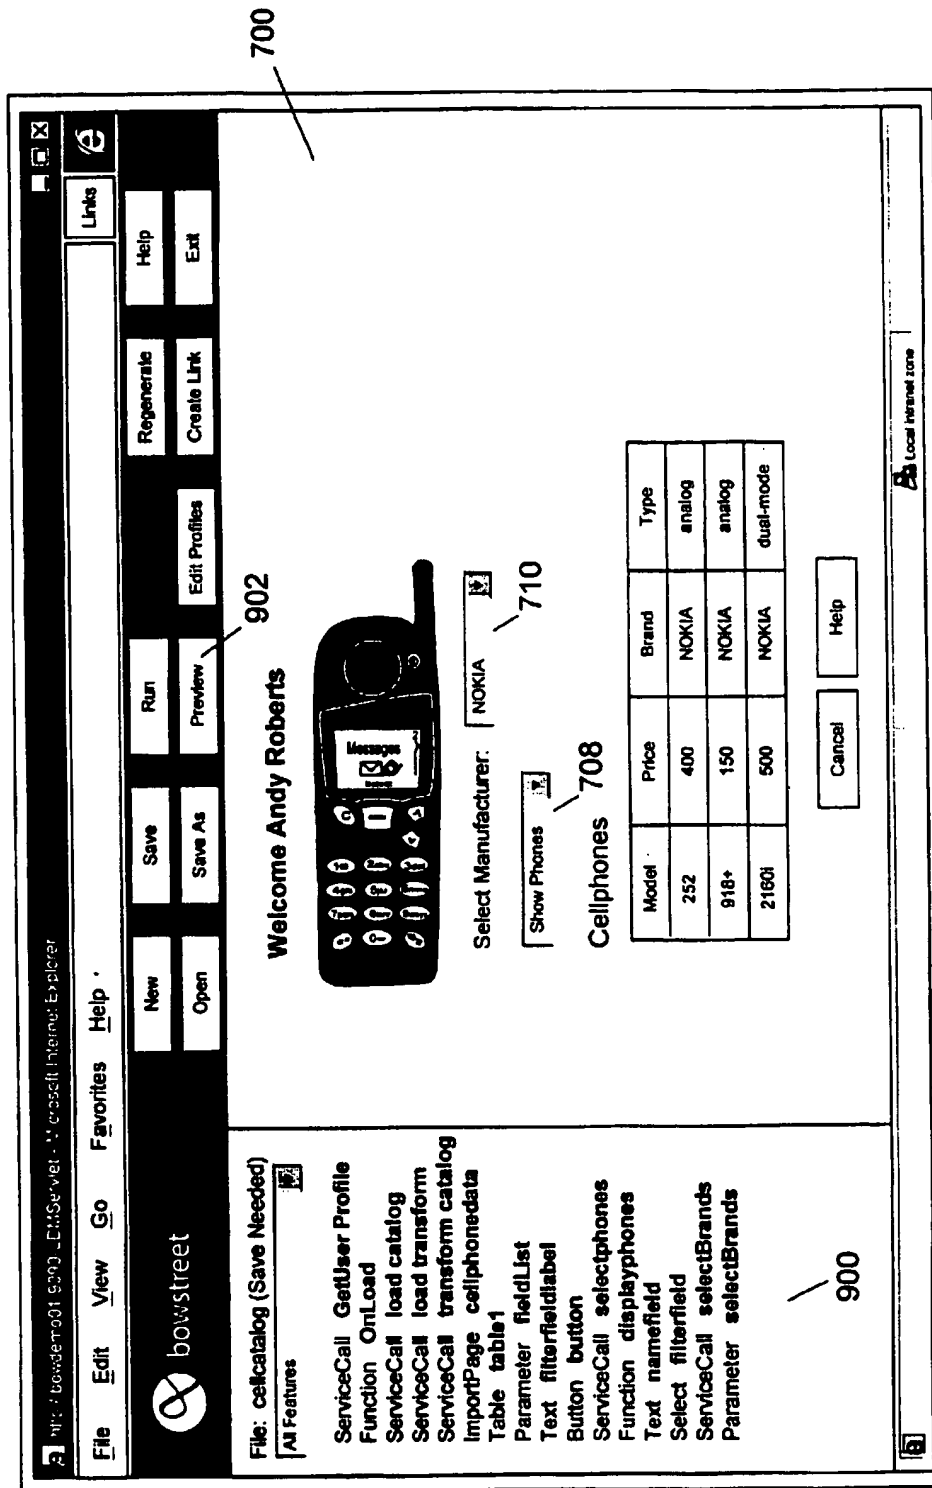 Microsoft Internet Explorer
File Edit View Go Favorites Help
Links
bowstreet
New Save Run Regenerate Help
Open Save As Preview Edit Profiles Create Link Exit
902
700
File: cellcatalog (Save Needed)
All Features
ServiceCall GetUser Profile
Function OnLoad
ServiceCall load catalog
ServiceCall load transform
ServiceCall transform catalog
ImportPage cellphonedata
Table table1
Parameter fieldList
Text filterfieldlabel
Button button
ServiceCall selectphones
Function displayphones
Text namefield
Select filterfield
ServiceCall selectBrands
Parameter selectBrands
900
Welcome Andy Roberts
Messages
Select Manufacturer: NOKIA
710
Show Phones
708
Cellphones
Model Price Brand Type
252 400 NOKIA analog
918+ 150 NOKIA analog
2160i 500 NOKIA dual-mode
Cancel Help
Local intranet zone